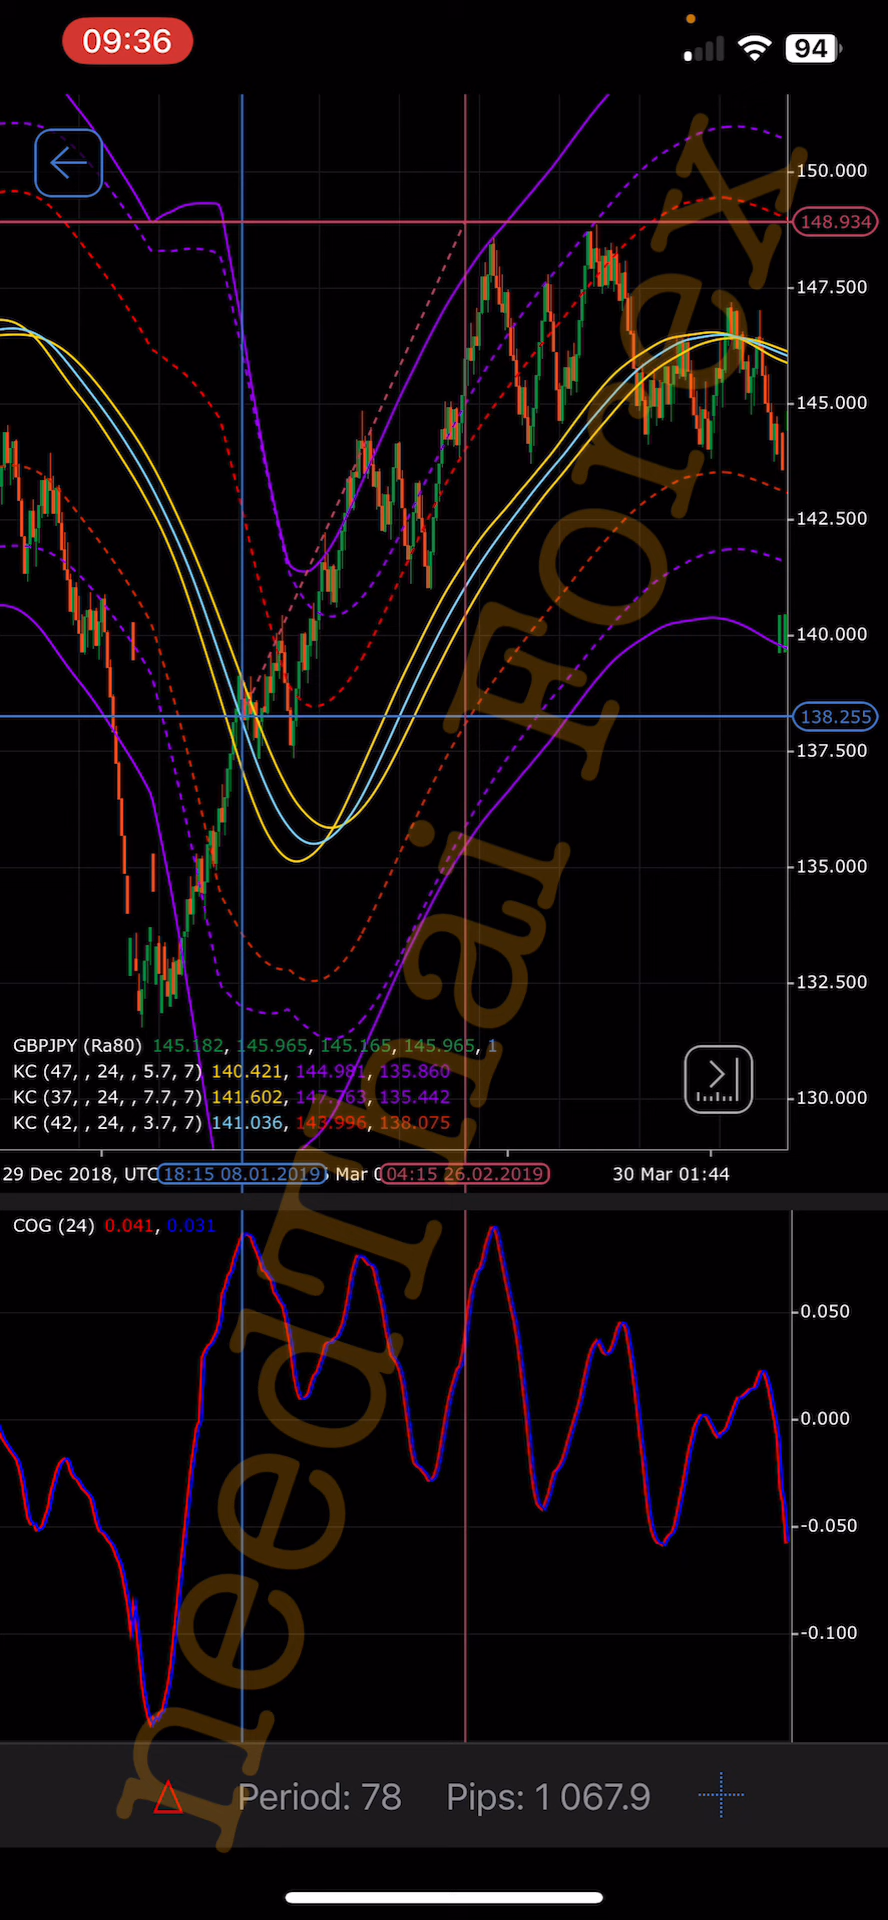 09:36
94
150.000
148.934
147.500
145.000
142.500
140.000
138.255
137.500
135.000
132.500
130.000
GBPJPY (Ra80) 145.182, 145.965, 145.165, 145.965, 1
KC (47, , 24, , 5.7, 7) 140.421, 144.981, 135.860
KC (37, , 24, , 7.7, 7) 141.602, 147.763, 135.442
KC (42, , 24, , 3.7, 7) 141.036, 143.996, 138.075
29 Dec 2018, UTC 18:15 08.01.2019 Mar 0 04:15 26.02.2019 30 Mar 01:44
COG (24) 0.041, 0.031
0.050
0.000
-0.050
-0.100
Period: 78 Pips: 1 067.9